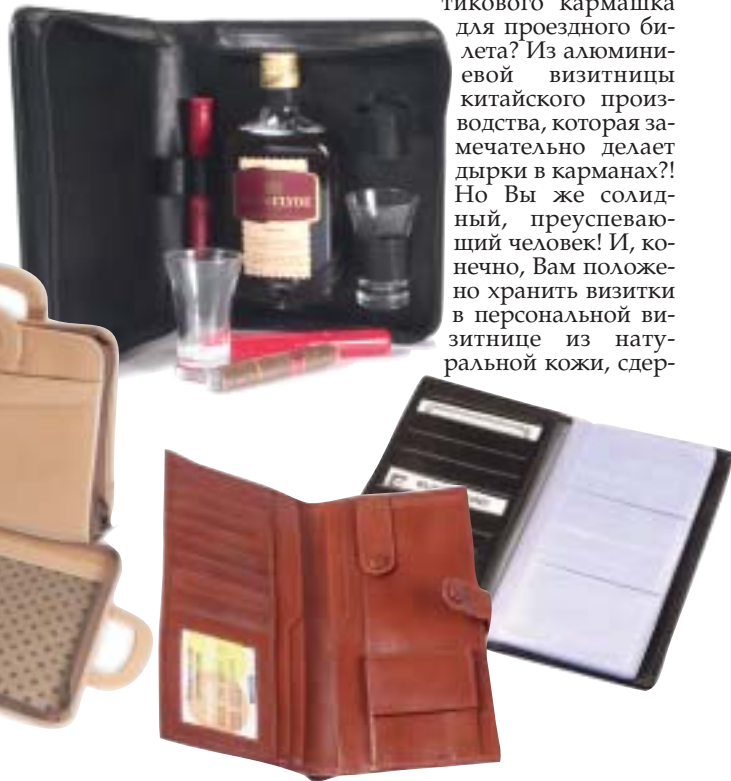 тикового кармашка
для проездного би-
лета? Из алюмини-
евой визитницы
китайского произ-
водства, которая за-
мечательно делает
дырки в карманах?!
Но Вы же солид-
ный, преуспеваю-
щий человек! И, ко-
нечно, Вам положе-
но хранить визитки
в персональной ви-
зитнице из нату-
ральной кожи, сдер-